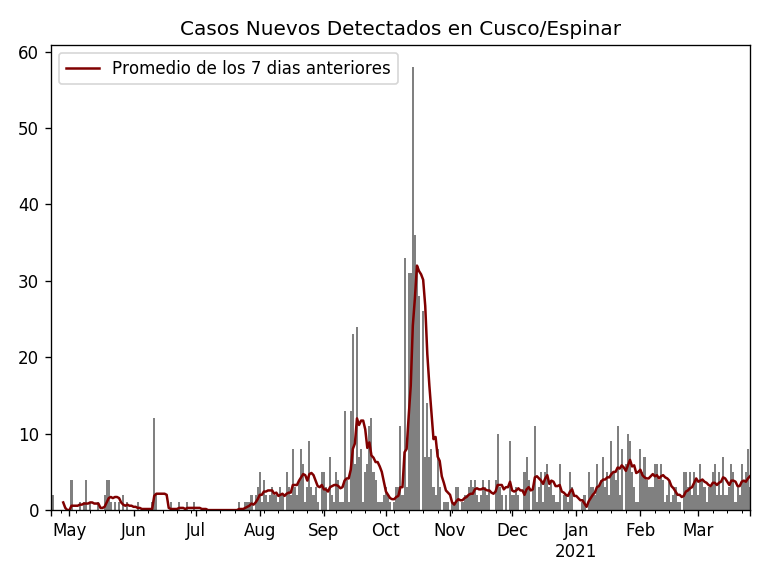 Casos Nuevos Detectados en Cusco/Espinar
Promedio de los 7 dias anteriores
60
50
40
30
20
10
0
May Jun Jul Aug Sep Oct Nov Dec Jan Feb Mar
2021